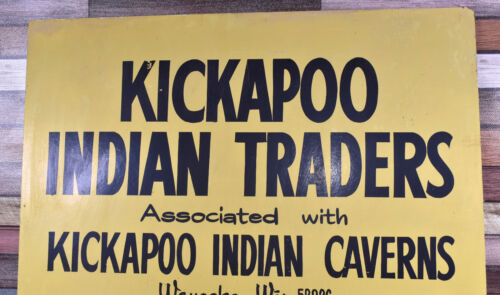 KICKAPOO
INDIAN TRADERS
Associated with
KICKAPOO INDIAN CAVERNS